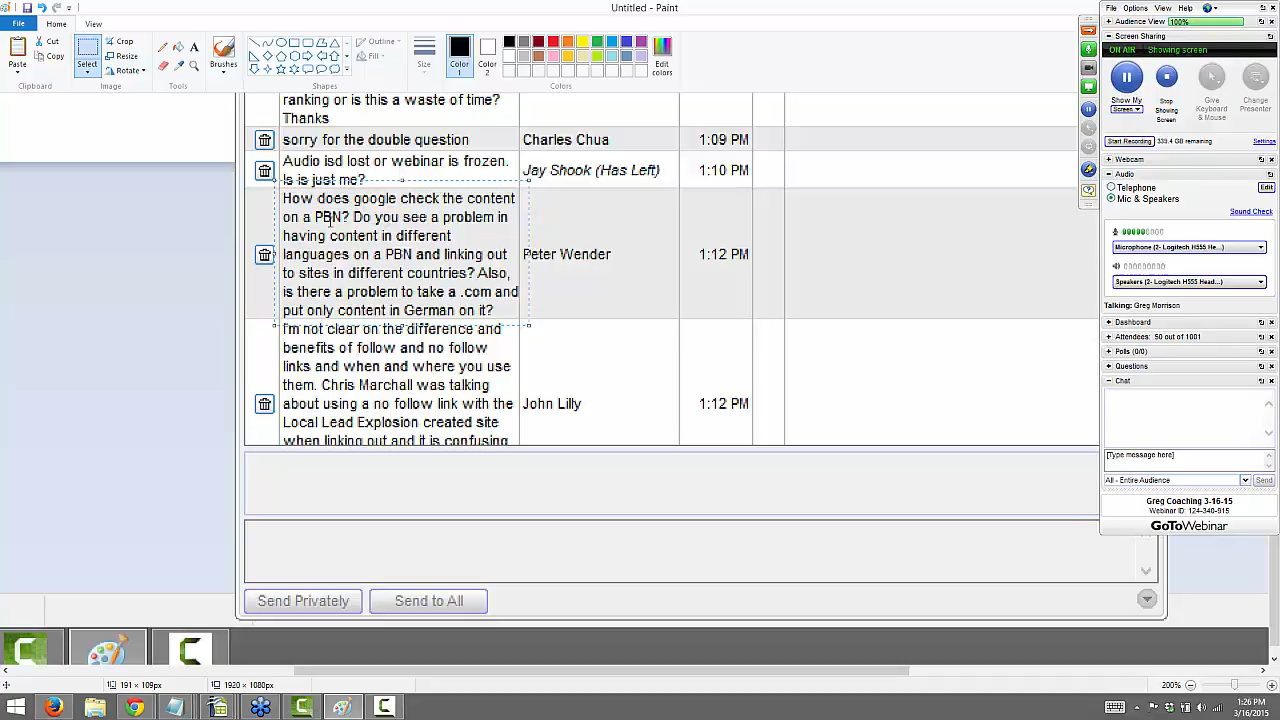 Untitled - Paint
File
Home
View
Paste
Cut
Copy
Clipboard
Select
Crop
Resize
Rotate
Image
Tools
Brushes
Shapes
Outline
Fill
Size
Color 1
Color 2
Edit colors
Colors
ranking or is this a waste of time?
Thanks
sorry for the double question
Charles Chua
1:09 PM
Audio isd lost or webinar is frozen.
Is is just me?
Jay Shook (Has Left)
1:10 PM
How does google check the content
on a PBN? Do you see a problem in
having content in different
languages on a PBN and linking out
to sites in different countries? Also,
is there a problem to take a .com and
put only content in German on it?
Peter Wender
1:12 PM
I'm not clear on the difference and
benefits of follow and no follow
links and when and where you use
them. Chris Marchall was talking
about using a no follow link with the
Local Lead Explosion created site
when linking out and it is confusing
John Lilly
1:12 PM
Send Privately
Send to All
File Options View Help
Audience View 100%
Screen Sharing
ON AIR Showing screen
Show My
Screen
Stop
Showing
Screen
Give
Keyboard
& Mouse
Change
Presenter
Start Recording
339.4 GB remaining
Settings
Webcam
Audio
Telephone
Edit
Mic & Speakers
Sound Check
Microphone (2- Logitech H555 He...
Speakers (2- Logitech H555 Head...
Talking: Greg Morrison
Dashboard
Attendees: 50 out of 1001
Polls (0/0)
Questions
Chat
[Type message here]
All - Entire Audience
Send
Greg Coaching 3-16-15
Webinar ID: 124-340-915
GoToWebinar
191 × 109px
1920 × 1080px
200%
1:26 PM
3/16/2015